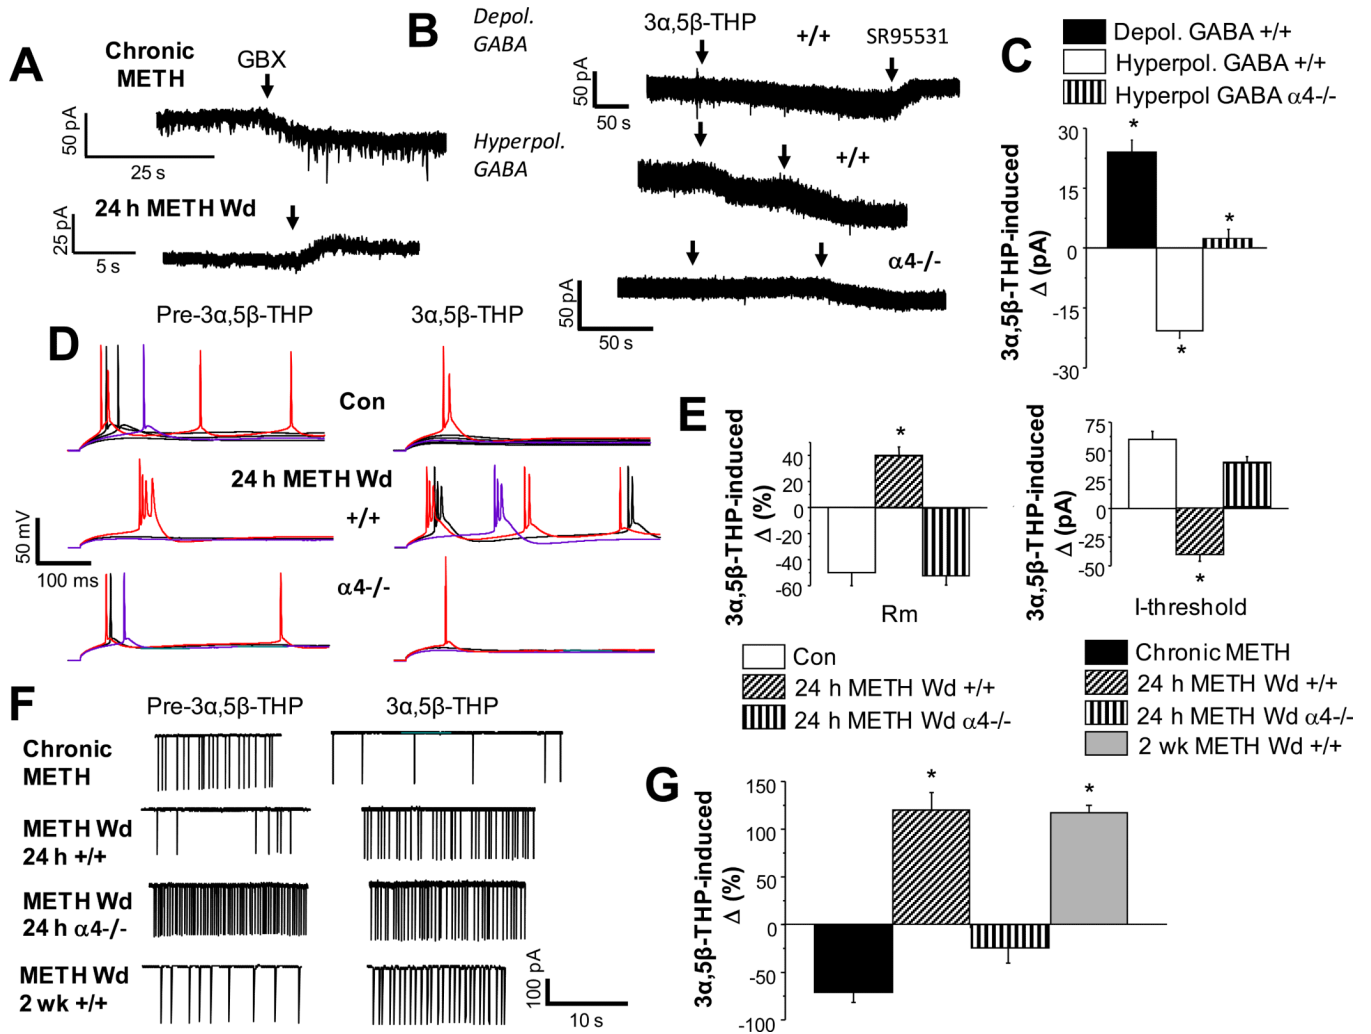 A
Chronic
METH
GBX
50 pA
25 s
24 h METH Wd
25 pA
5 s
B
Depol.
GABA
3α,5β-THP
+/+
SR95531
50 pA
50 s
Hyperpol.
GABA
+/+
α4-/-
50 pA
50 s
C
Depol. GABA +/+
Hyperpol. GABA +/+
Hyperpol GABA α4-/-
3α,5β-THP-induced
Δ (pA)
30
15
0
-15
-30
*
*
*
D
Pre-3α,5β-THP
3α,5β-THP
Con
24 h METH Wd
+/+
α4-/-
50 mV
100 ms
E
3α,5β-THP-induced
Δ (%)
40
20
0
-20
-40
-60
*
Rm
3α,5β-THP-induced
Δ (pA)
75
50
25
0
-25
-50
*
I-threshold
Con
24 h METH Wd +/+
24 h METH Wd α4-/-
Chronic METH
24 h METH Wd +/+
24 h METH Wd α4-/-
2 wk METH Wd +/+
F
Pre-3α,5β-THP
3α,5β-THP
Chronic
METH
METH Wd
24 h +/+
METH Wd
24 h α4-/-
METH Wd
2 wk +/+
100 pA
10 s
G
3α,5β-THP-induced
Δ (%)
150
100
50
0
-50
-100
*
*